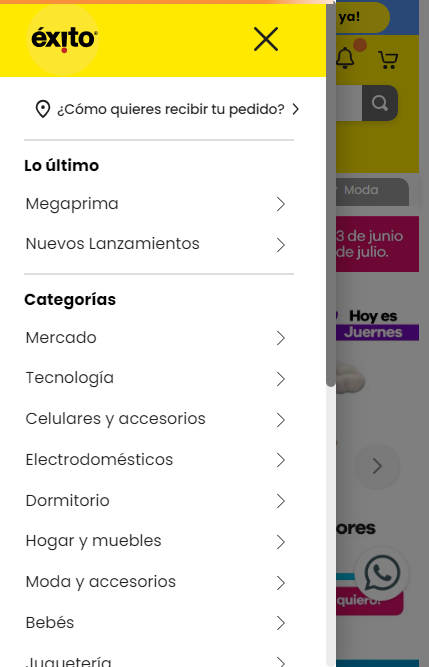 éxito
¿Cómo quieres recibir tu pedido?
Lo último
Megaprima
Nuevos Lanzamientos
Categorías
Mercado
Tecnología
Celulares y accesorios
Electrodomésticos
Dormitorio
Hogar y muebles
Moda y accesorios
Bebés
Juguetería
ya!
Moda
3 de junio
de julio.
Hoy es
Juernes
ores
quiero!